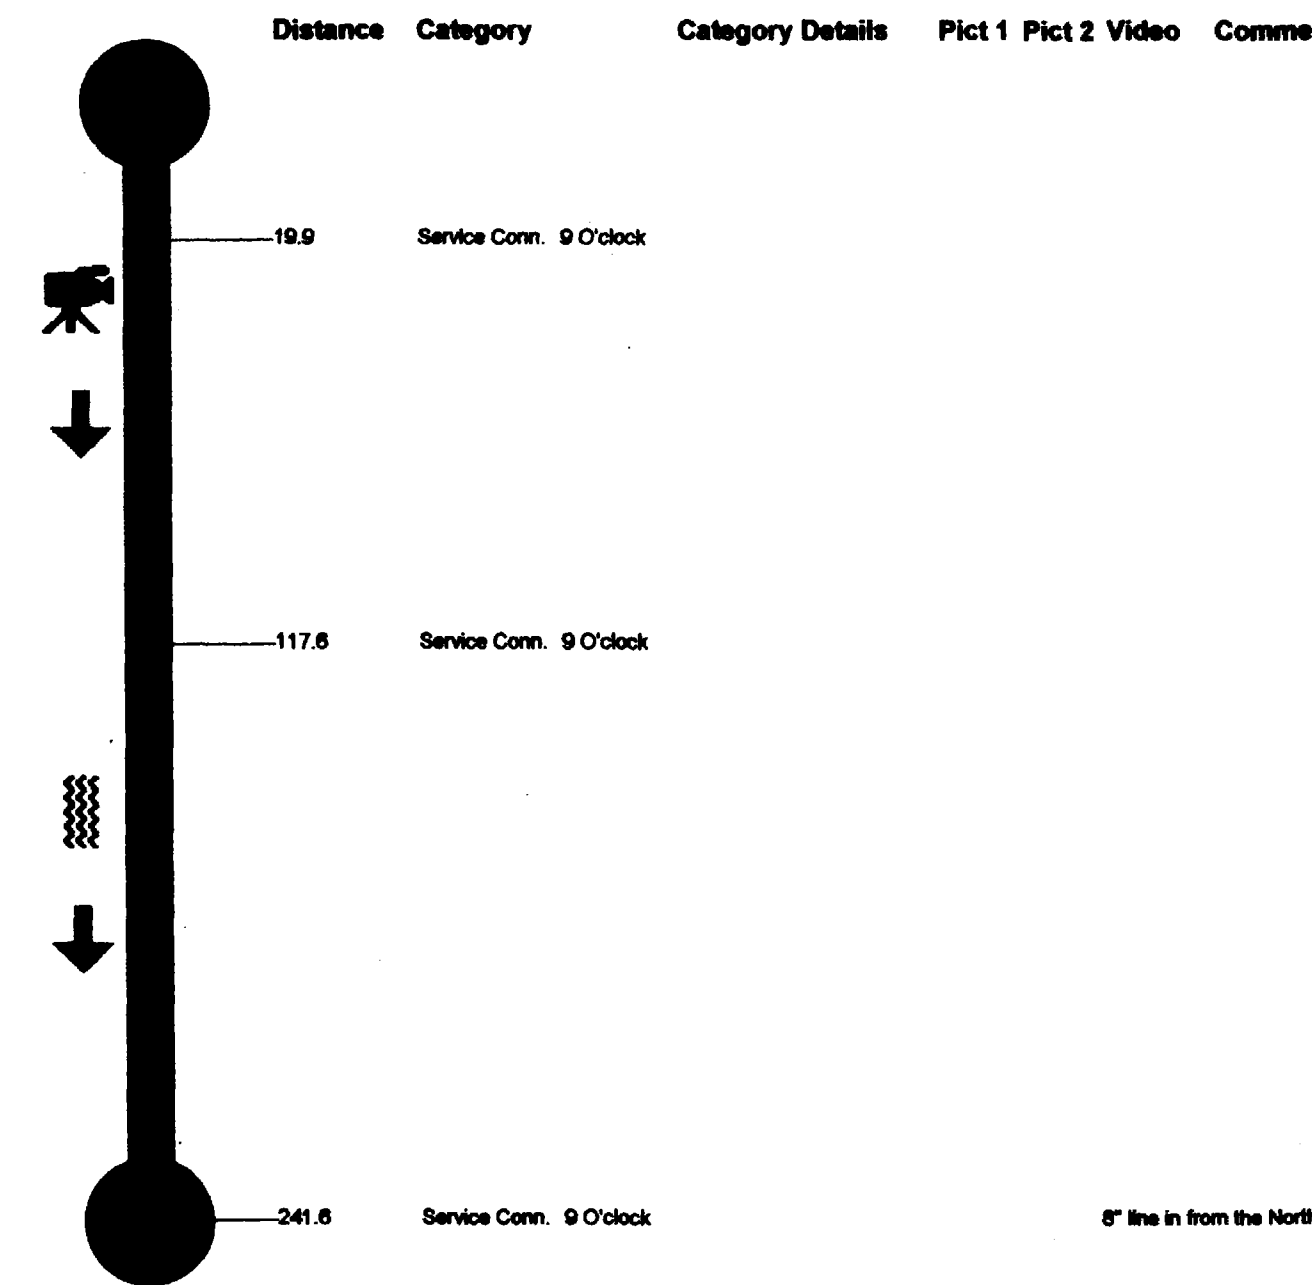 Distance Category Category Details Pict 1 Pict 2 Video Comme
19.9 Service Conn. 9 O'clock
117.6 Service Conn. 9 O'clock
241.6 Service Conn. 9 O'clock 8" line in from the North